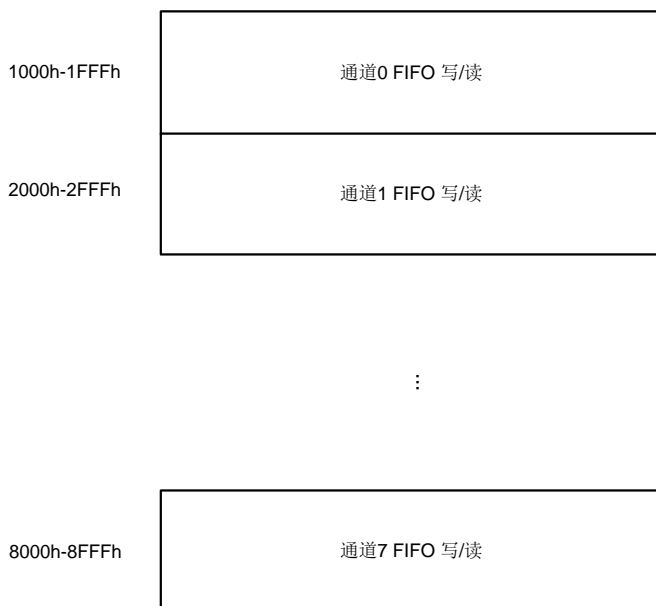 1000h-1FFFh
通道0 FIFO 写/读
2000h-2FFFh
通道1 FIFO 写/读
...
8000h-8FFFh
通道7 FIFO 写/读